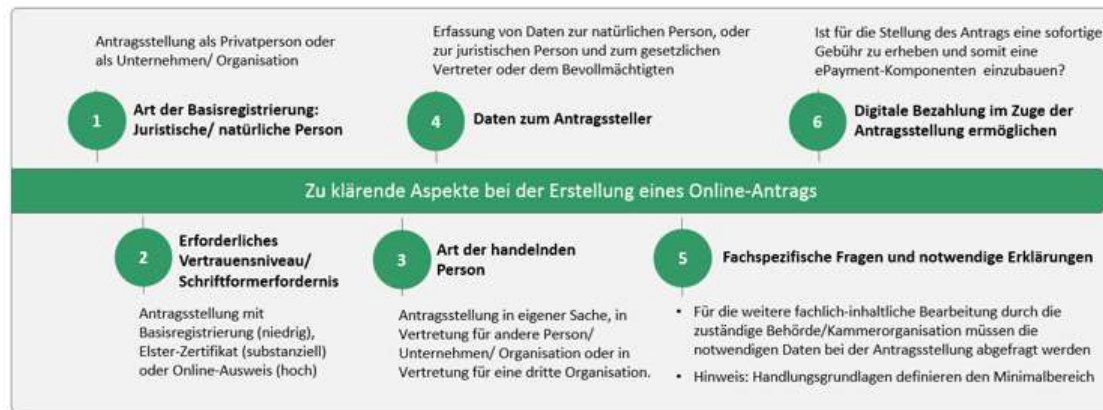 Antragsstellung als Privatperson oder
als Unternehmen/ Organisation
1
Art der Basisregistrierung:
Juristische/ natürliche Person
Erfassung von Daten zur natürlichen Person, oder
zur juristischen Person und zum gesetzlichen
Vertreter oder dem Bevollmächtigten
4
Daten zum Antragssteller
Ist für die Stellung des Antrags eine sofortige
Gebühr zu erheben und somit eine
ePayment-Komponenten einzubauen?
6
Digitale Bezahlung im Zuge der
Antragsstellung ermöglichen
Zu klärende Aspekte bei der Erstellung eines Online-Antrags
2
Erforderliches
Vertrauensniveau/
Schriftformerfordernis
Antragsstellung mit
Basisregistrierung (niedrig),
Elster-Zertifikat (substanziell)
oder Online-Ausweis (hoch)
3
Art der handelnden
Person
Antragsstellung in eigener Sache, in
Vertretung für andere Person/
Unternehmen/ Organisation oder in
Vertretung für eine dritte Organisation.
5
Fachspezifische Fragen und notwendige Erklärungen
• Für die weitere fachlich-inhaltliche Bearbeitung durch die
zuständige Behörde/Kammerorganisation müssen die
notwendigen Daten bei der Antragsstellung abgefragt werden
• Hinweis: Handlungsgrundlagen definieren den Minimalbereich